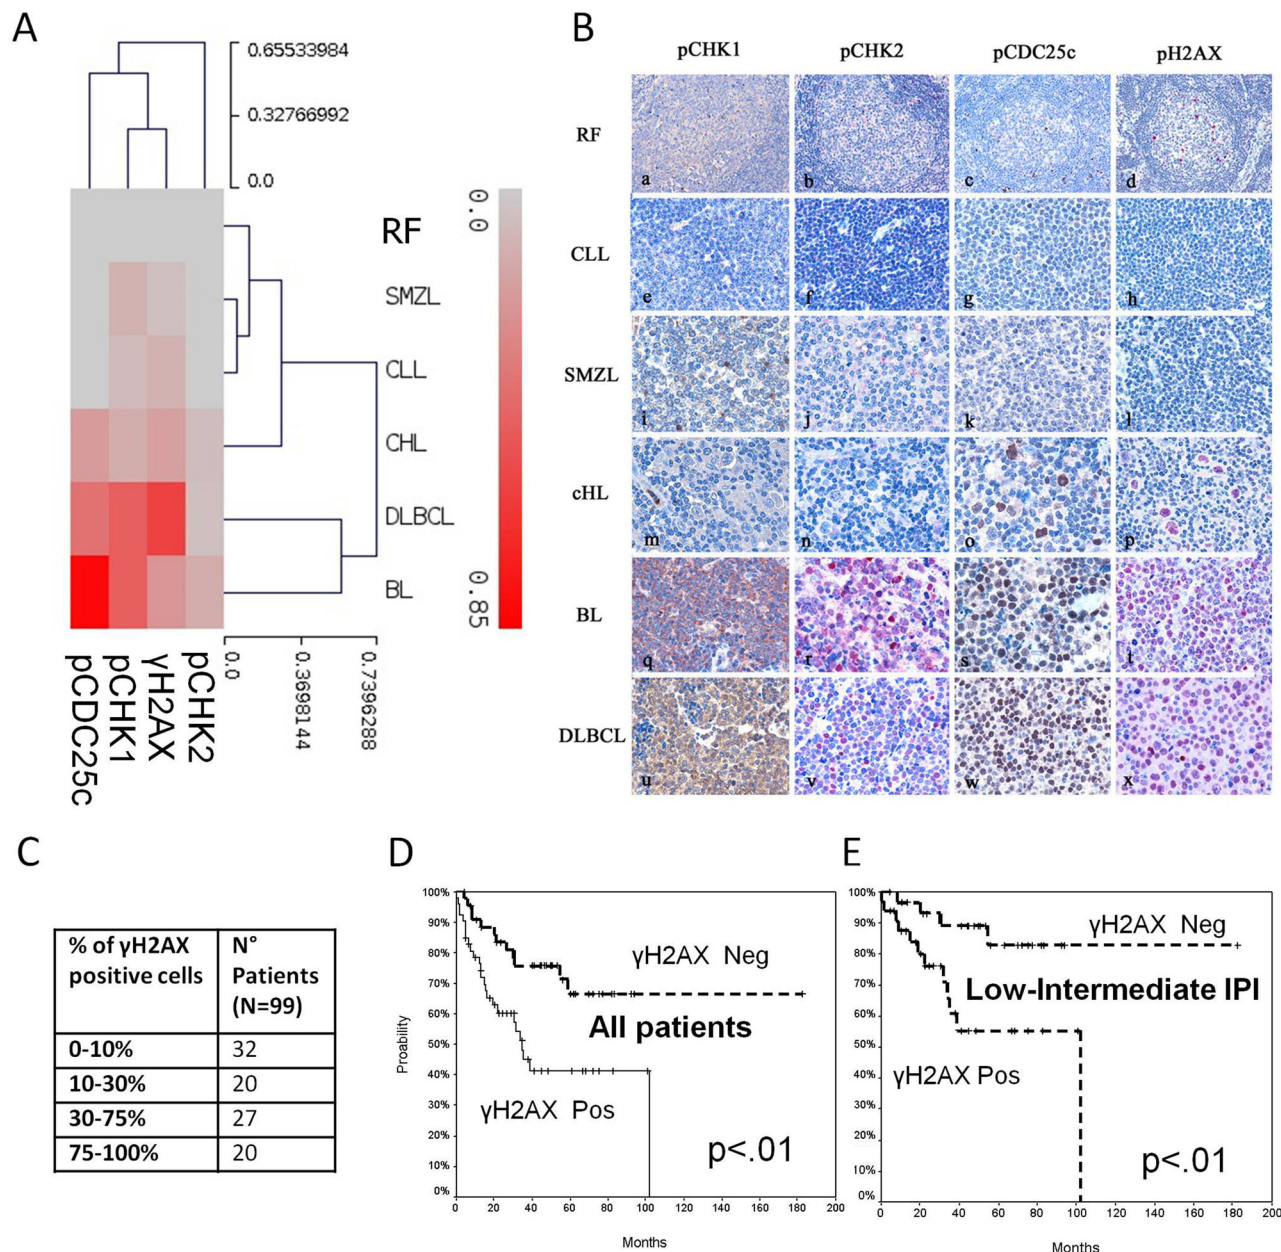 A
0.65533984
0.32766992
0.0
0.0
0.85
RF
SMZL
CLL
CHL
DLBCL
BL
pCDC25c
pCHK1
γH2AX
pCHK2
0.0
0.3698144
0.7396288
B
pCHK1 pCHK2 pCDC25c pH2AX
RF
a b c d
CLL
e f g h
SMZL
i j k l
cHL
m n o p
BL
q r s t
DLBCL
u v w x
C
% of γH2AX positive cells N° Patients (N=99)
0-10% 32
10-30% 20
30-75% 27
75-100% 20
D
100%
90%
80%
70%
60%
50%
40%
30%
20%
10%
0%
Proability
γH2AX Neg
All patients
γH2AX Pos
p<.01
0 20 40 60 80 100 120 140 160 180 200
Months
E
100%
90%
80%
70%
60%
50%
40%
30%
20%
10%
0%
γH2AX Neg
Low-Intermediate IPI
γH2AX Pos
p<.01
0 20 40 60 80 100 120 140 160 180 200
Months